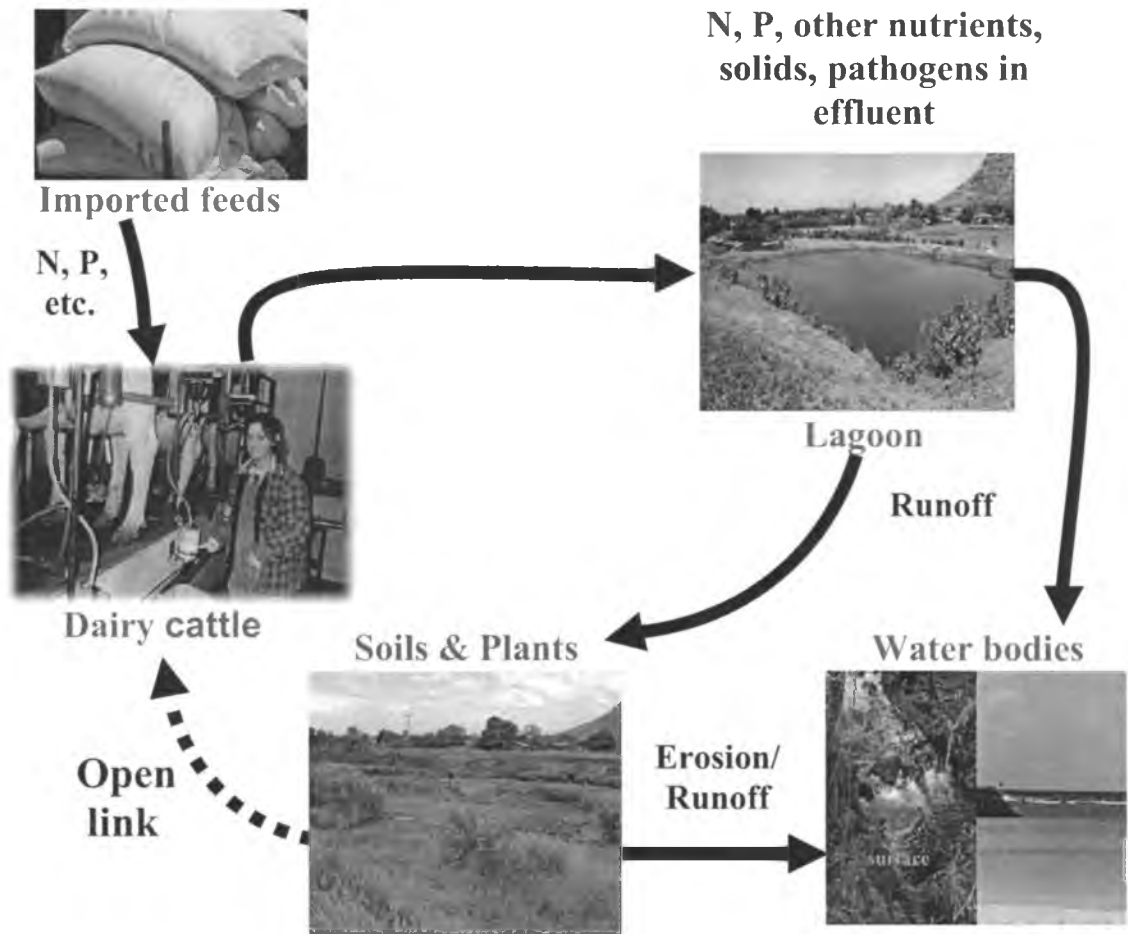 N, P, other nutrients,
solids, pathogens in
effluent
Imported feeds
N, P,
etc.
Lagoon
Runoff
Dairy cattle
Soils & Plants
Water bodies
Open
link
Erosion/
Runoff
surface